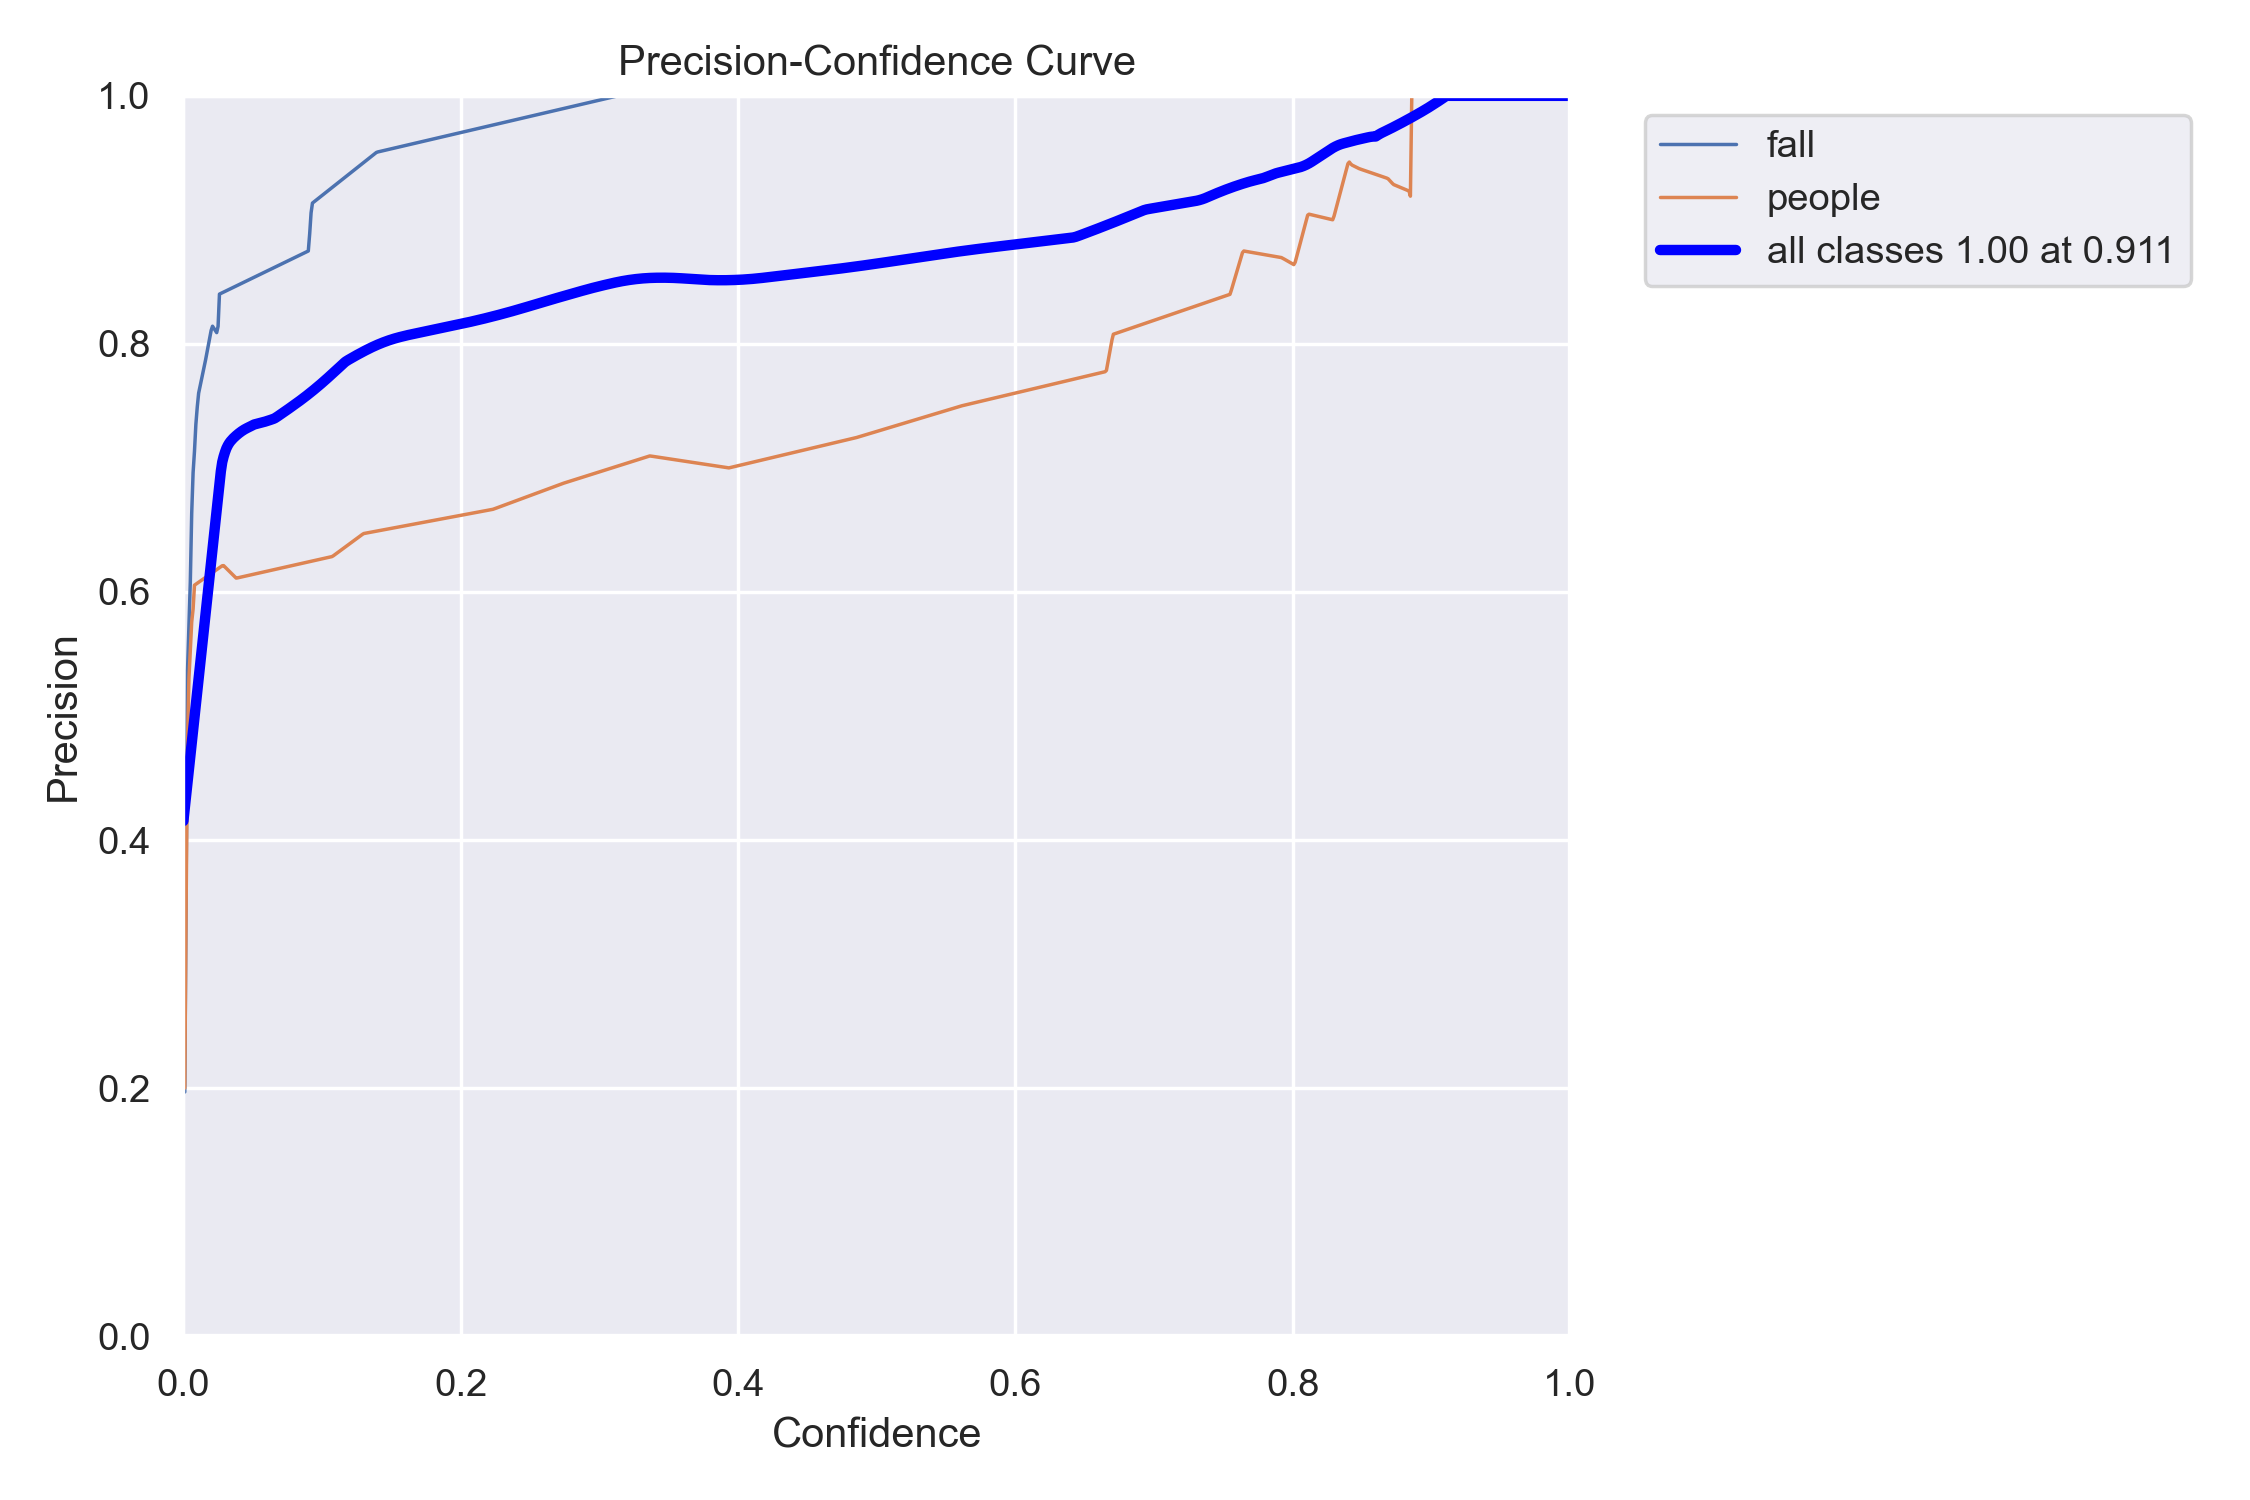 Precision-Confidence Curve
1.0
0.8
0.6
0.4
0.2
0.0
Precision
0.0 0.2 0.4 0.6 0.8 1.0
Confidence
fall
people
all classes 1.00 at 0.911